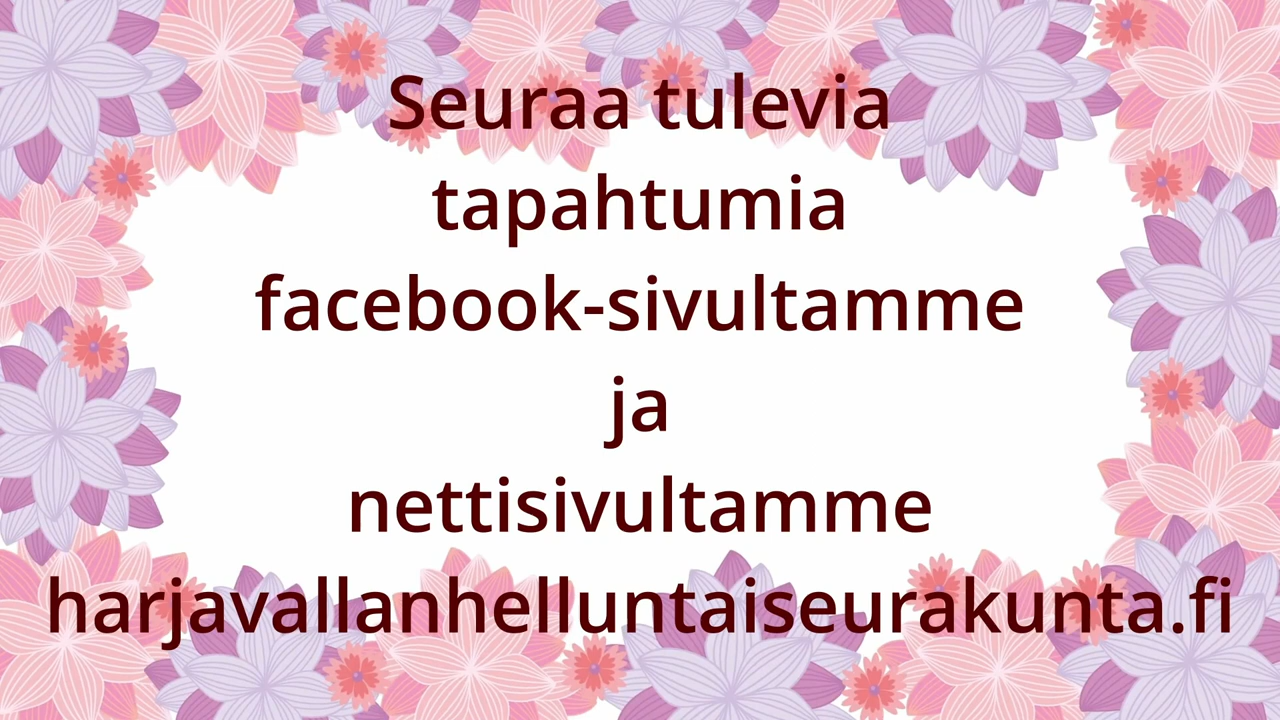 Seuraa tulevia
tapahtumia
facebook-sivultamme
ja
nettisivultamme
harjavallanhelluntaiseurakunta.fi